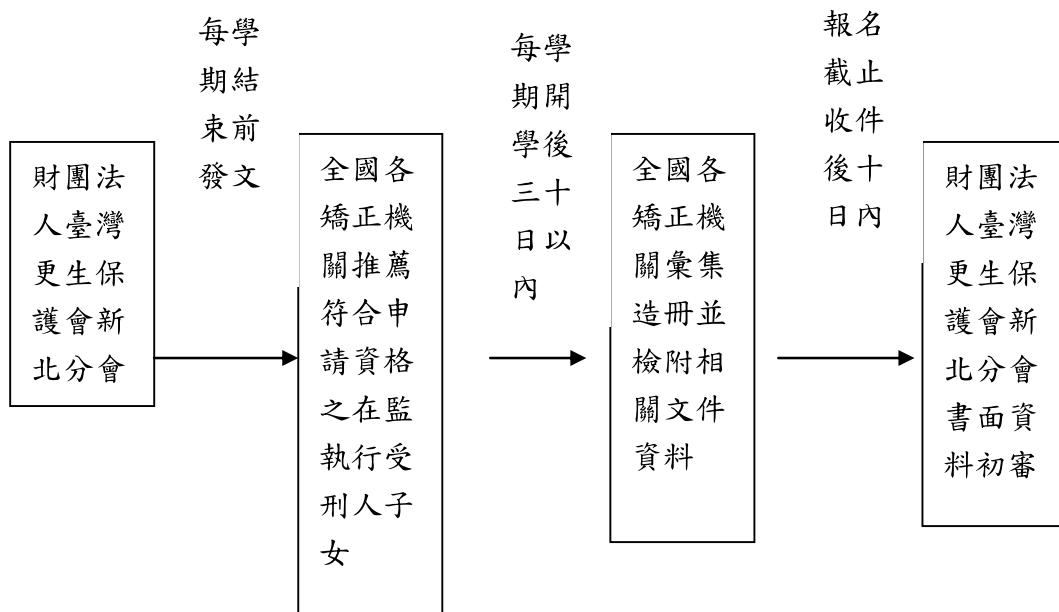 每學
期結
束前
發文
每學
期開
學後
三十
日以
內
報名
截止
收件
後十
日內
財團法
人臺灣
更生保
護會新
北分會
全國各
矯正機
關推薦
符合申
請資格
之在監
執行受
刑人子
女
全國各
矯正機
關彙集
造冊並
檢附相
關文件
資料
財團法
人臺灣
更生保
護會新
北分會
書面資
料初審